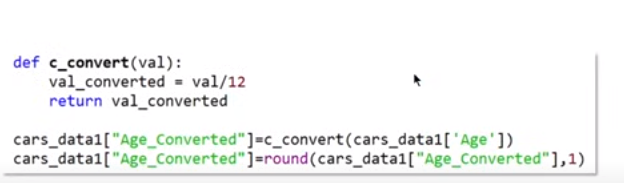 def c_convert(val):
    val_converted = val/12
    return val_converted
cars_data1["Age_Converted"]=c_convert(cars_data1['Age'])
cars_data1["Age_Converted"]=round(cars_data1["Age_Converted"],1)